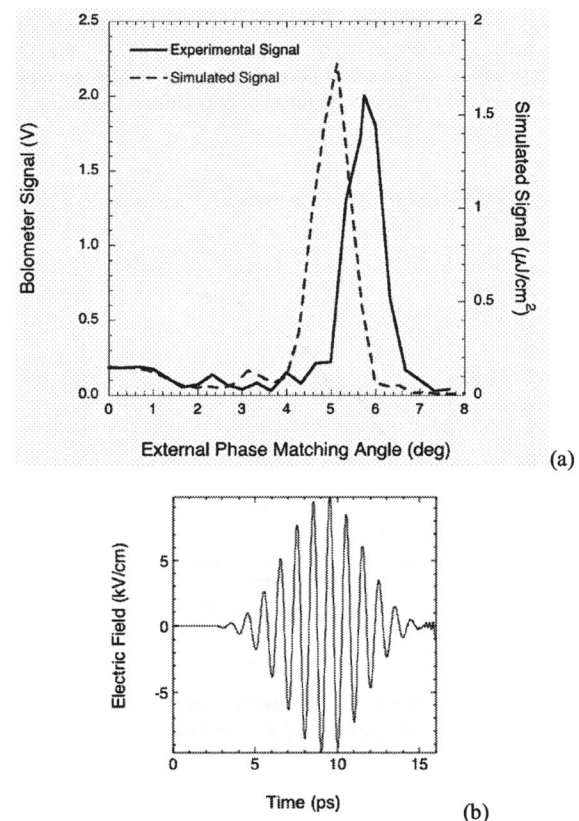 2.5
2.0
1.5
1.0
0.5
0.0
2
1.5
1
0.5
0
Experimental Signal
Simulated Signal
Bolometer Signal (V)
Simulated Signal (μJ/cm²)
0 1 2 3 4 5 6 7 8
External Phase Matching Angle (deg)
(a)
5
0
-5
Electric Field (kV/cm)
0 5 10 15
Time (ps)
(b)